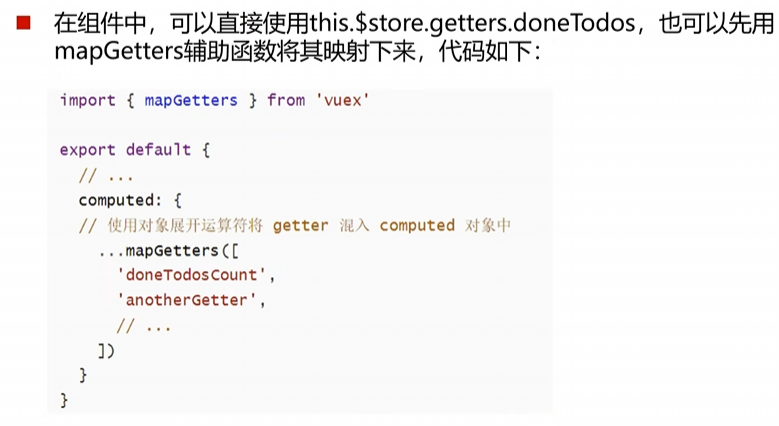 在组件中，可以直接使用this.$store.getters.doneTodos，也可以先用
mapGetters辅助函数将其映射下来，代码如下：
import { mapGetters } from 'vuex'
export default {
// ...
computed: {
// 使用对象展开运算符将 getter 混入 computed 对象中
...mapGetters([
'doneTodosCount',
'anotherGetter',
// ...
])
}
}